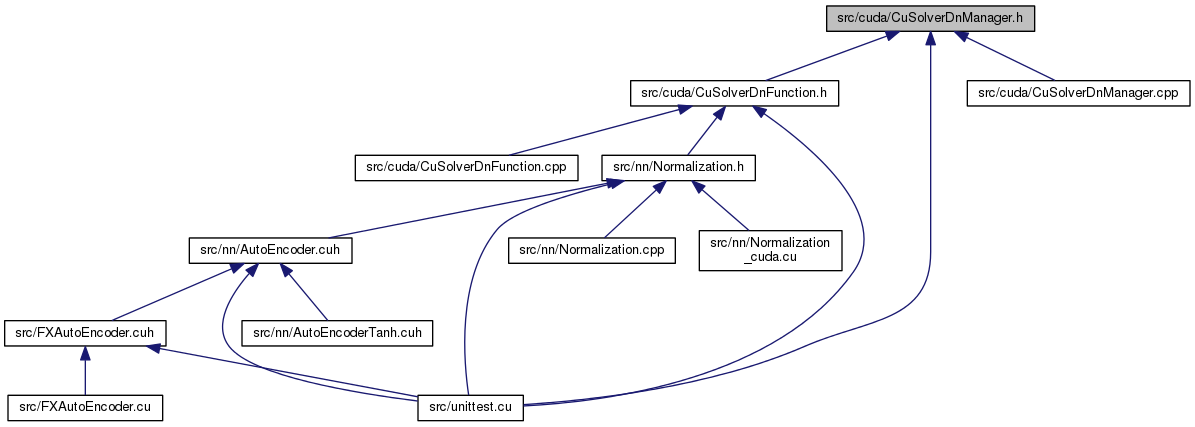 src/cuda/CuSolverDnManager.h
src/cuda/CuSolverDnFunction.h
src/cuda/CuSolverDnManager.cpp
src/cuda/CuSolverDnFunction.cpp
src/nn/Normalization.h
src/nn/AutoEncoder.cuh
src/nn/Normalization.cpp
src/nn/Normalization
_cuda.cu
src/FXAutoEncoder.cuh
src/nn/AutoEncoderTanh.cuh
src/FXAutoEncoder.cu
src/unittest.cu